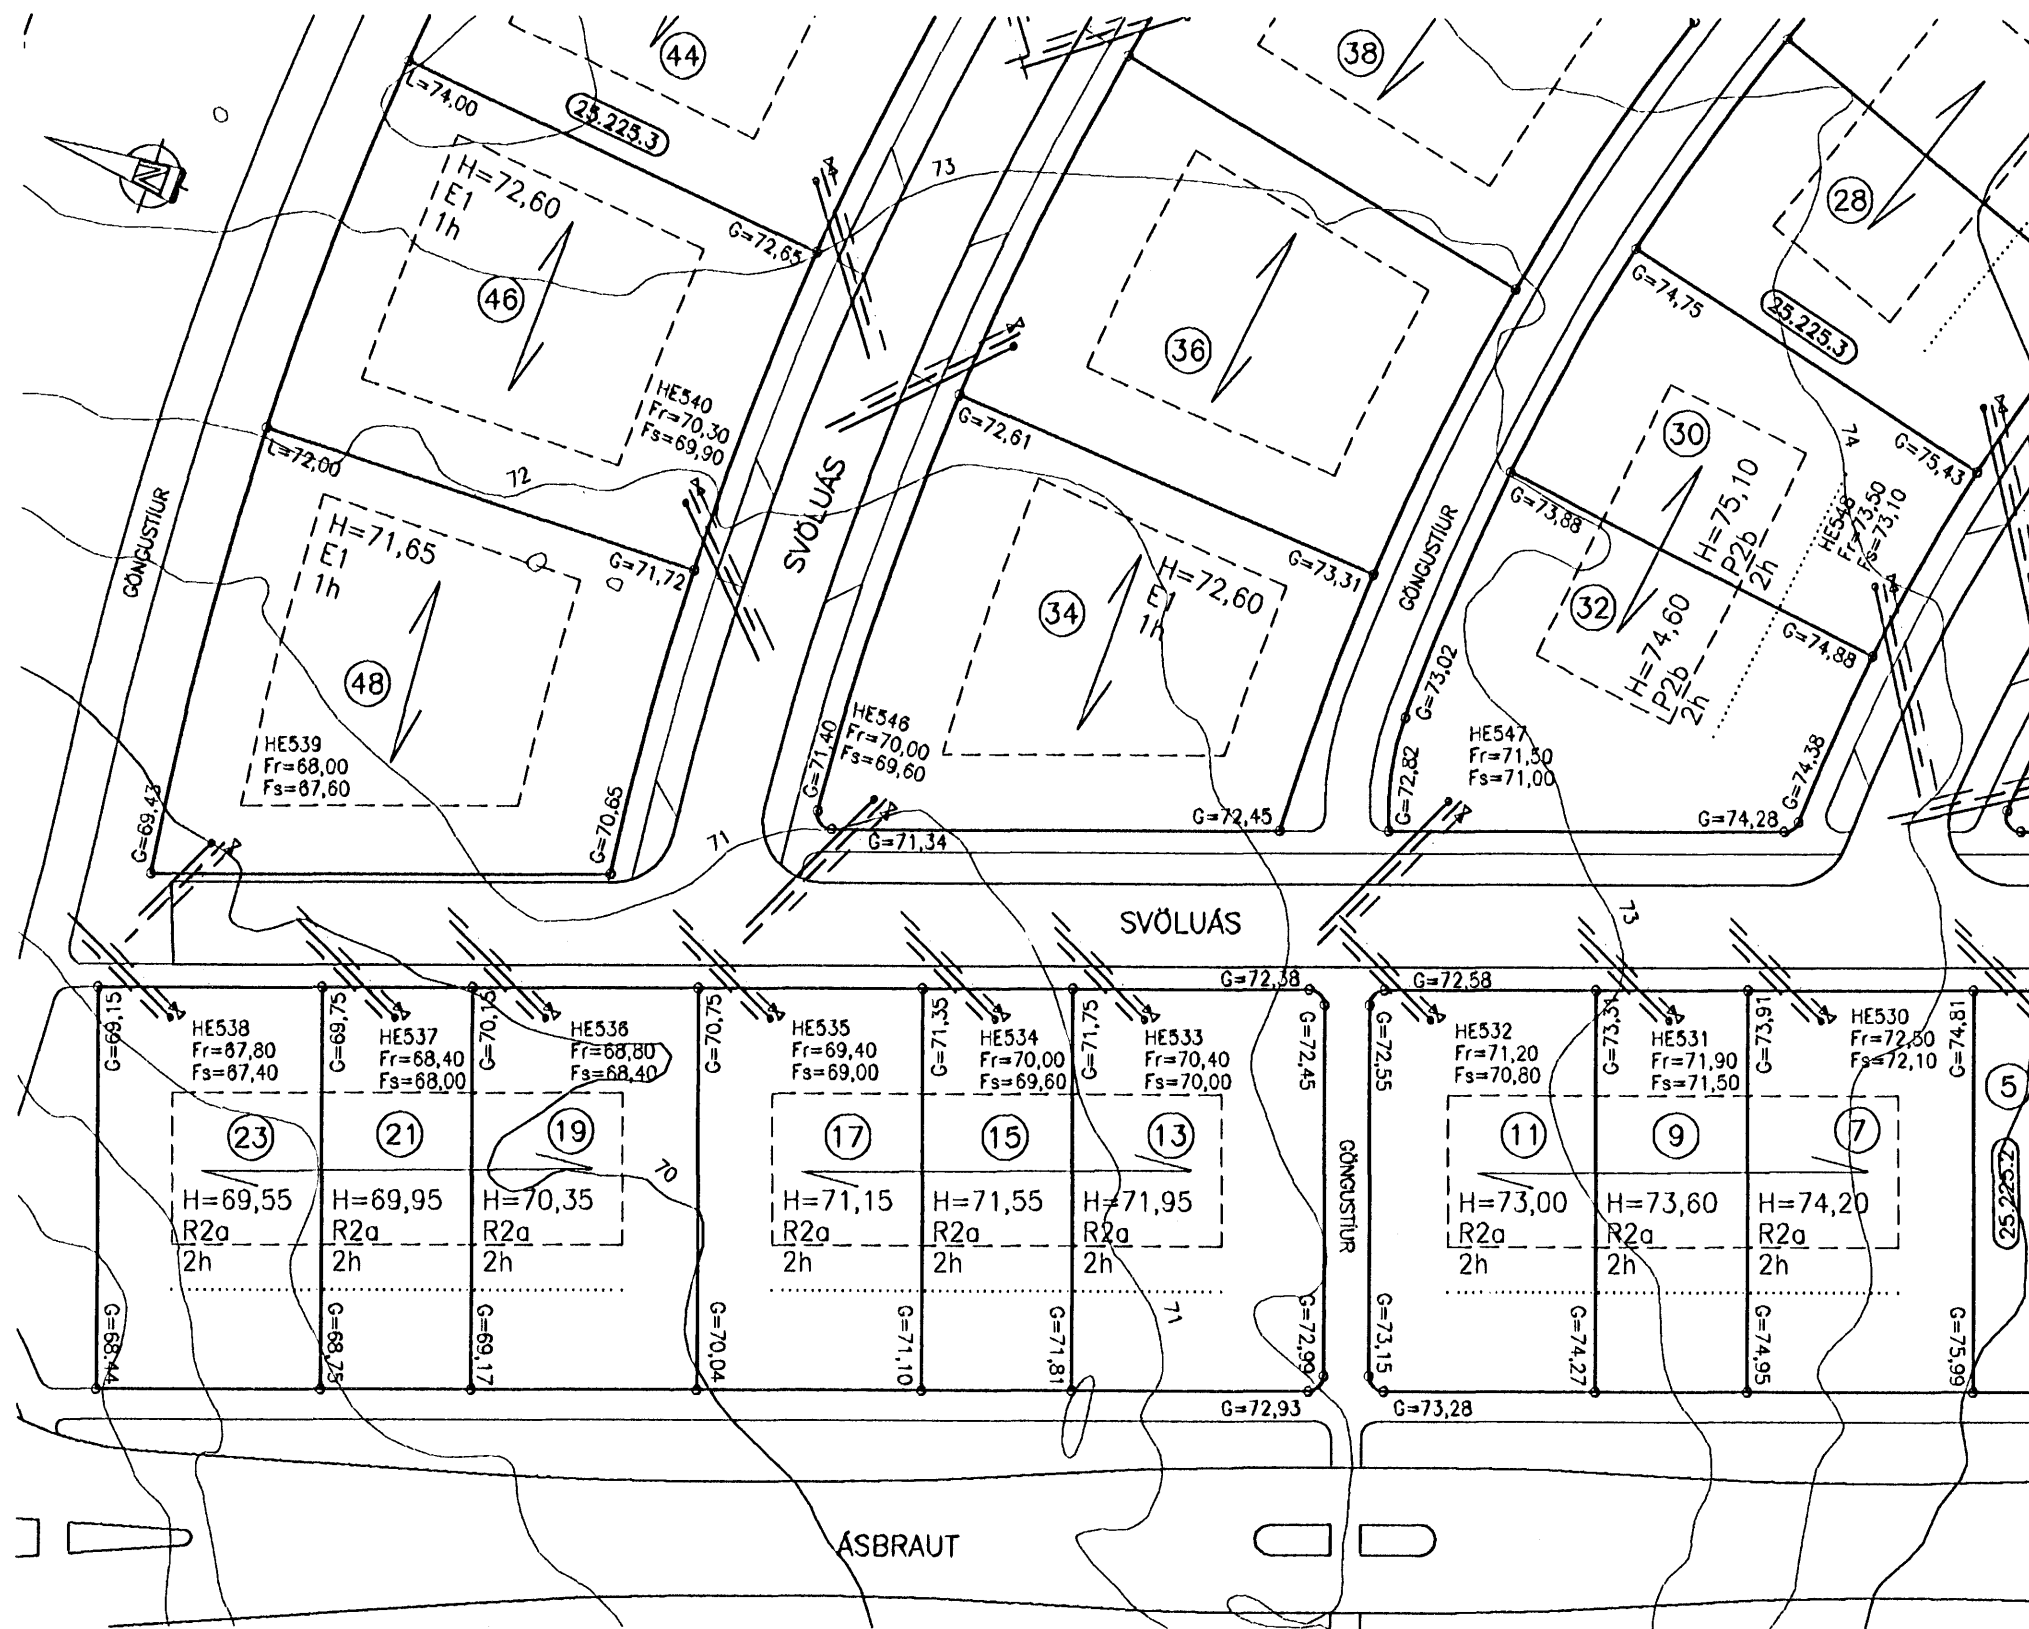 44
38
L=74,00
25.225.3
N
73
28
H=72,60
E1
1h
G=72,65
46
36
G=74,75
25.225.3
HE540
Fr=70,30
Fs=69,90
G=72,61
30
74
G=75,43
L=72,00
72
SVÖLUÁS
GÖNGUSTÍUR
H=71,65
E1
1h
G=71,72
G=73,31
GÖNGUSTÍUR
G=73,88
H=75,10
P2b
2h
HE548
Fr=73,50
Fs=73,10
34
H=72,60
E1
1h
32
H=74,60
P2b
2h
G=74,88
48
G=73,02
HE539
Fr=68,00
Fs=67,60
HE546
Fr=70,00
Fs=69,60
HE547
Fr=71,50
Fs=71,00
G=71,40
G=72,82
G=74,38
G=69,43
G=70,65
71
G=71,34
G=72,45
G=74,28
SVÖLUÁS
73
G=72,38
G=72,58
G=69,15
G=69,75
G=70,15
G=70,75
G=71,35
G=71,75
G=72,45
G=72,55
G=73,31
G=73,91
G=74,81
HE538
Fr=67,80
Fs=67,40
HE537
Fr=68,40
Fs=68,00
HE536
Fr=68,80
Fs=68,40
HE535
Fr=69,40
Fs=69,00
HE534
Fr=70,00
Fs=69,60
HE533
Fr=70,40
Fs=70,00
HE532
Fr=71,20
Fs=70,80
HE531
Fr=71,90
Fs=71,50
HE530
Fr=72,50
Fs=72,10
5
23
21
19
17
15
13
11
9
7
70
GÖNGUSTÍUR
25.225.2
H=69,55
R2a
2h
H=69,95
R2a
2h
H=70,35
R2a
2h
H=71,15
R2a
2h
H=71,55
R2a
2h
H=71,95
R2a
2h
H=73,00
R2a
2h
H=73,60
R2a
2h
H=74,20
R2a
2h
71
G=68,44
G=68,75
G=69,17
G=70,04
G=71,10
G=71,81
G=72,99
G=73,15
G=74,27
G=74,95
G=75,99
G=72,93
G=73,28
ÁSBRAUT